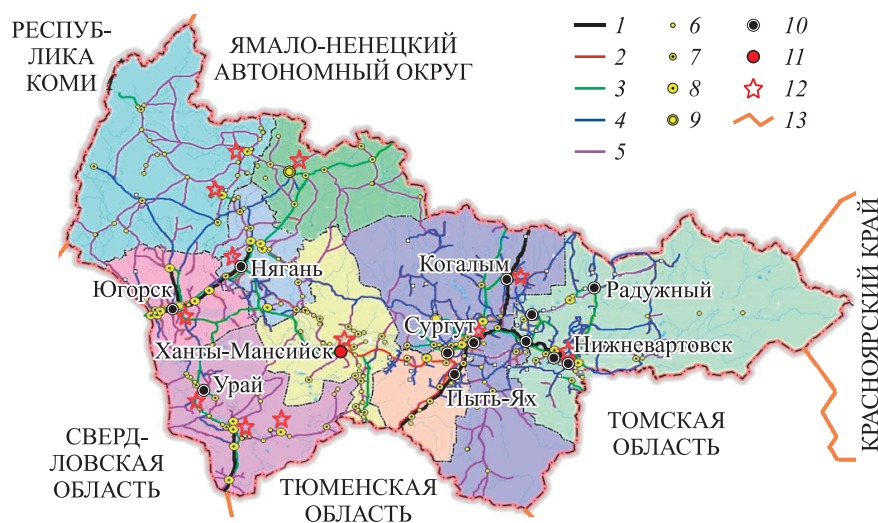 РЕСПУБ-
ЛИКА
КОМИ
ЯМАЛО-НЕНЕЦКИЙ
АВТОНОМНЫЙ ОКРУГ
1
2
3
4
5
6
7
8
9
10
11
12
13
КРАСНОЯРСКИЙ КРАЙ
Нягань
Когалым
Югорск
Радужный
Сургут
Ханты-Мансийск
Нижневартовск
Урай
Пыть-Ях
ТОМСКАЯ
ОБЛАСТЬ
СВЕРД-
ЛОВСКАЯ
ОБЛАСТЬ
ТЮМЕНСКАЯ
ОБЛАСТЬ